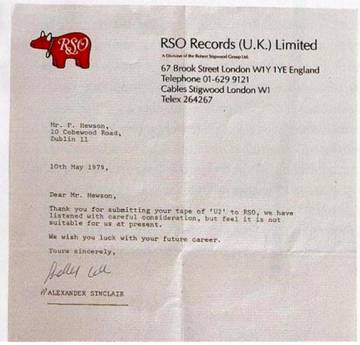 RSO
RSO Records (U.K.) Limited
A Division of the Robert Stigwood Group Ltd.
67 Brook Street London W1Y 1YE England
Telephone 01-629 9121
Cables Stigwood London W1
Telex 264267
Mr. P. Hewson,
10 Cobewood Road,
Dublin 11
10th May 1979,
Dear Mr. Hewson,
Thank you for submitting your tape of 'U2' to RSO, we have
listened with careful consideration, but feel it is not
suitable for us at present.
We wish you luck with your future career.
Yours sincerely,
ALEXANDER SINCLAIR